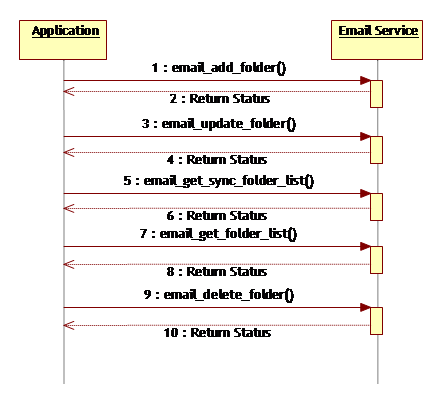 Application
Email Service
1 : email_add_folder()
2 : Return Status
3 : email_update_folder()
4 : Return Status
5 : email_get_sync_folder_list()
6 : Return Status
7 : email_get_folder_list()
8 : Return Status
9 : email_delete_folder()
10 : Return Status